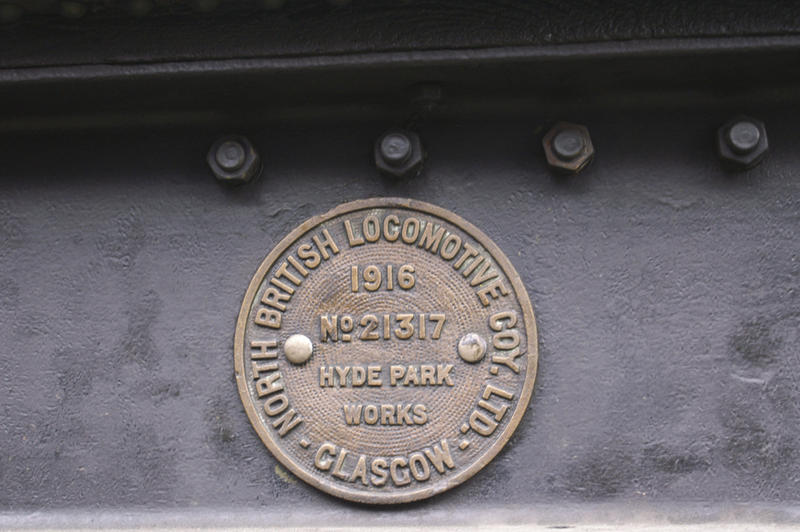 NORTH BRITISH LOCOMOTIVE COY. LTD.
1916
No. 21317
HYDE PARK
WORKS
- GLASGOW -